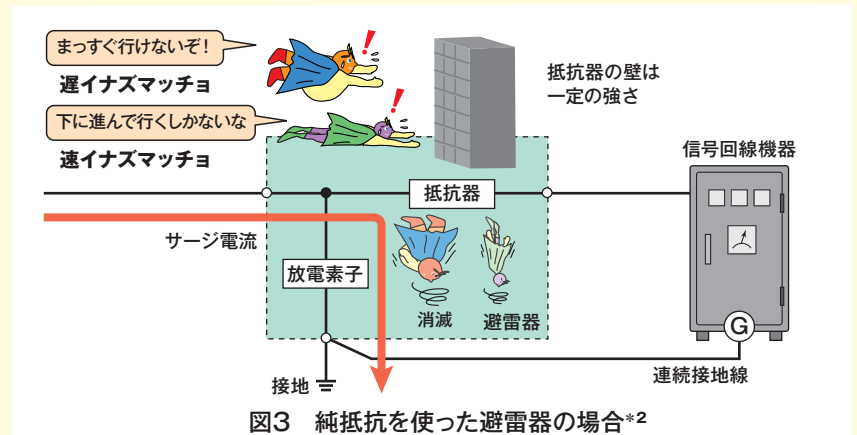 まっすぐ行けないぞ!
遅イナズマッチョ
下に進んで行くしかないな
速イナズマッチョ
抵抗器の壁は
一定の強さ
信号回線機器
抵抗器
サージ電流
放電素子
消滅
避雷器
G
接地
連続接地線
図3 純抵抗を使った避雷器の場合*2